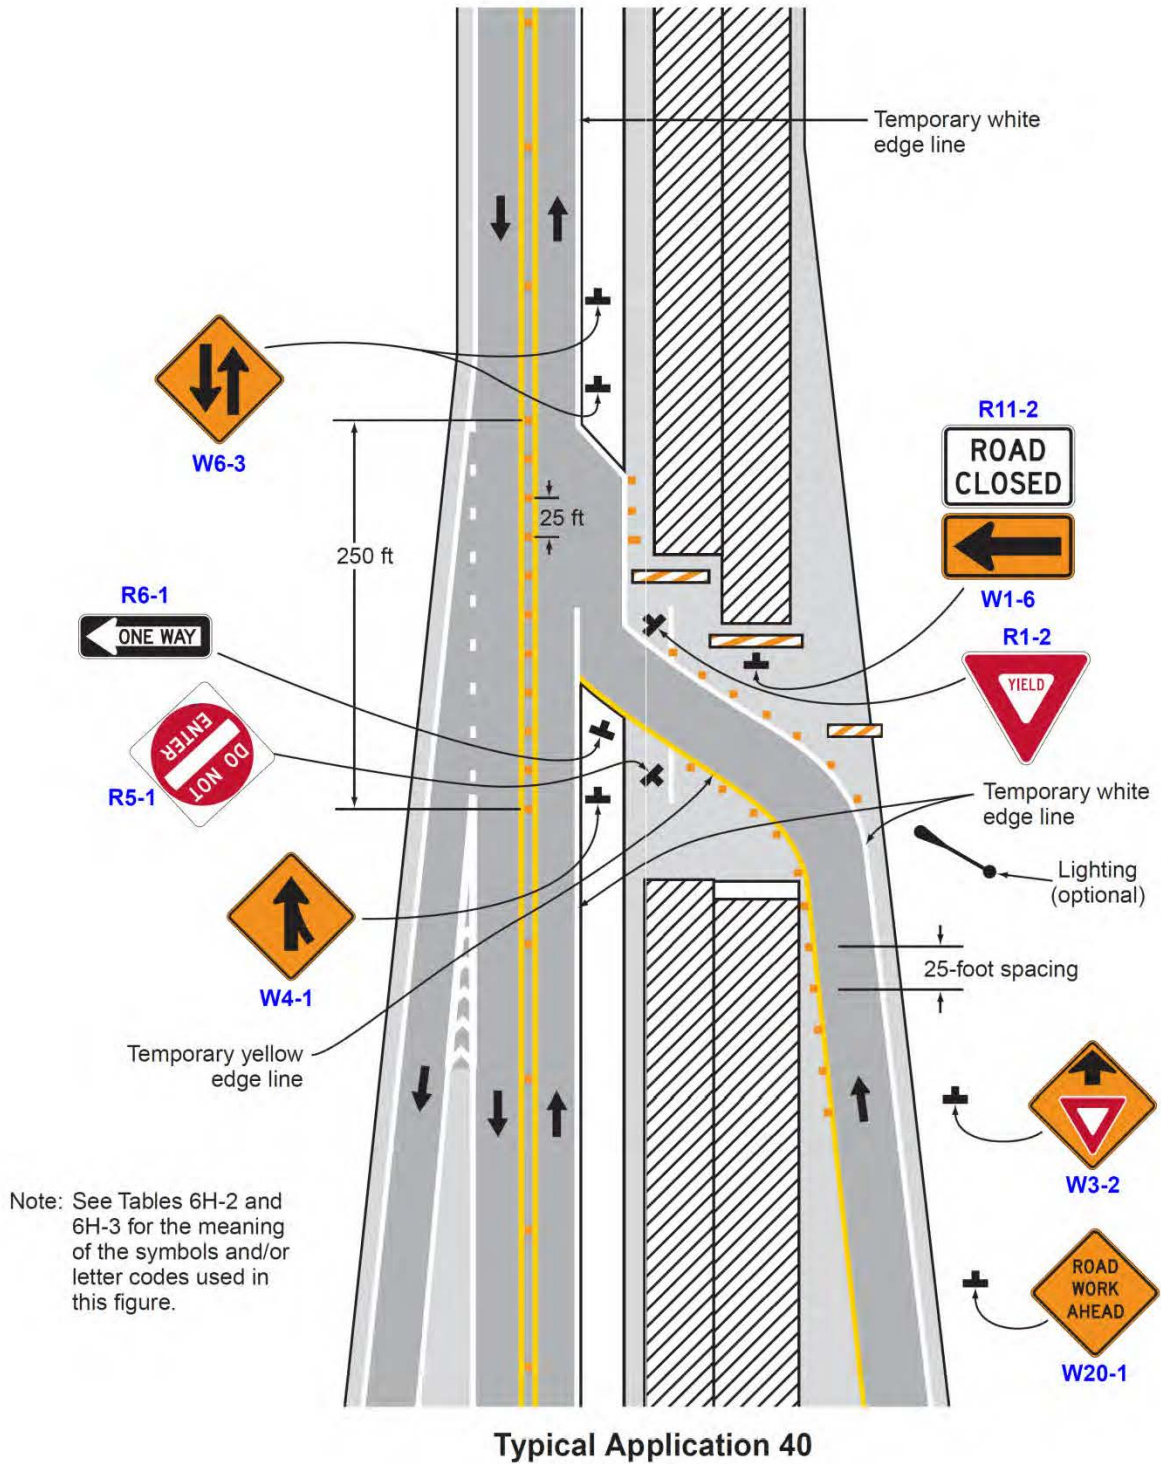 Temporary white
edge line
W6-3
R11-2
ROAD
CLOSED
W1-6
25 ft
250 ft
R6-1
ONE WAY
R1-2
YIELD
DO NOT
ENTER
R5-1
Temporary white
edge line
Lighting
(optional)
W4-1
25-foot spacing
Temporary yellow
edge line
W3-2
Note: See Tables 6H-2 and
6H-3 for the meaning
of the symbols and/or
letter codes used in
this figure.
ROAD
WORK
AHEAD
W20-1
Typical Application 40